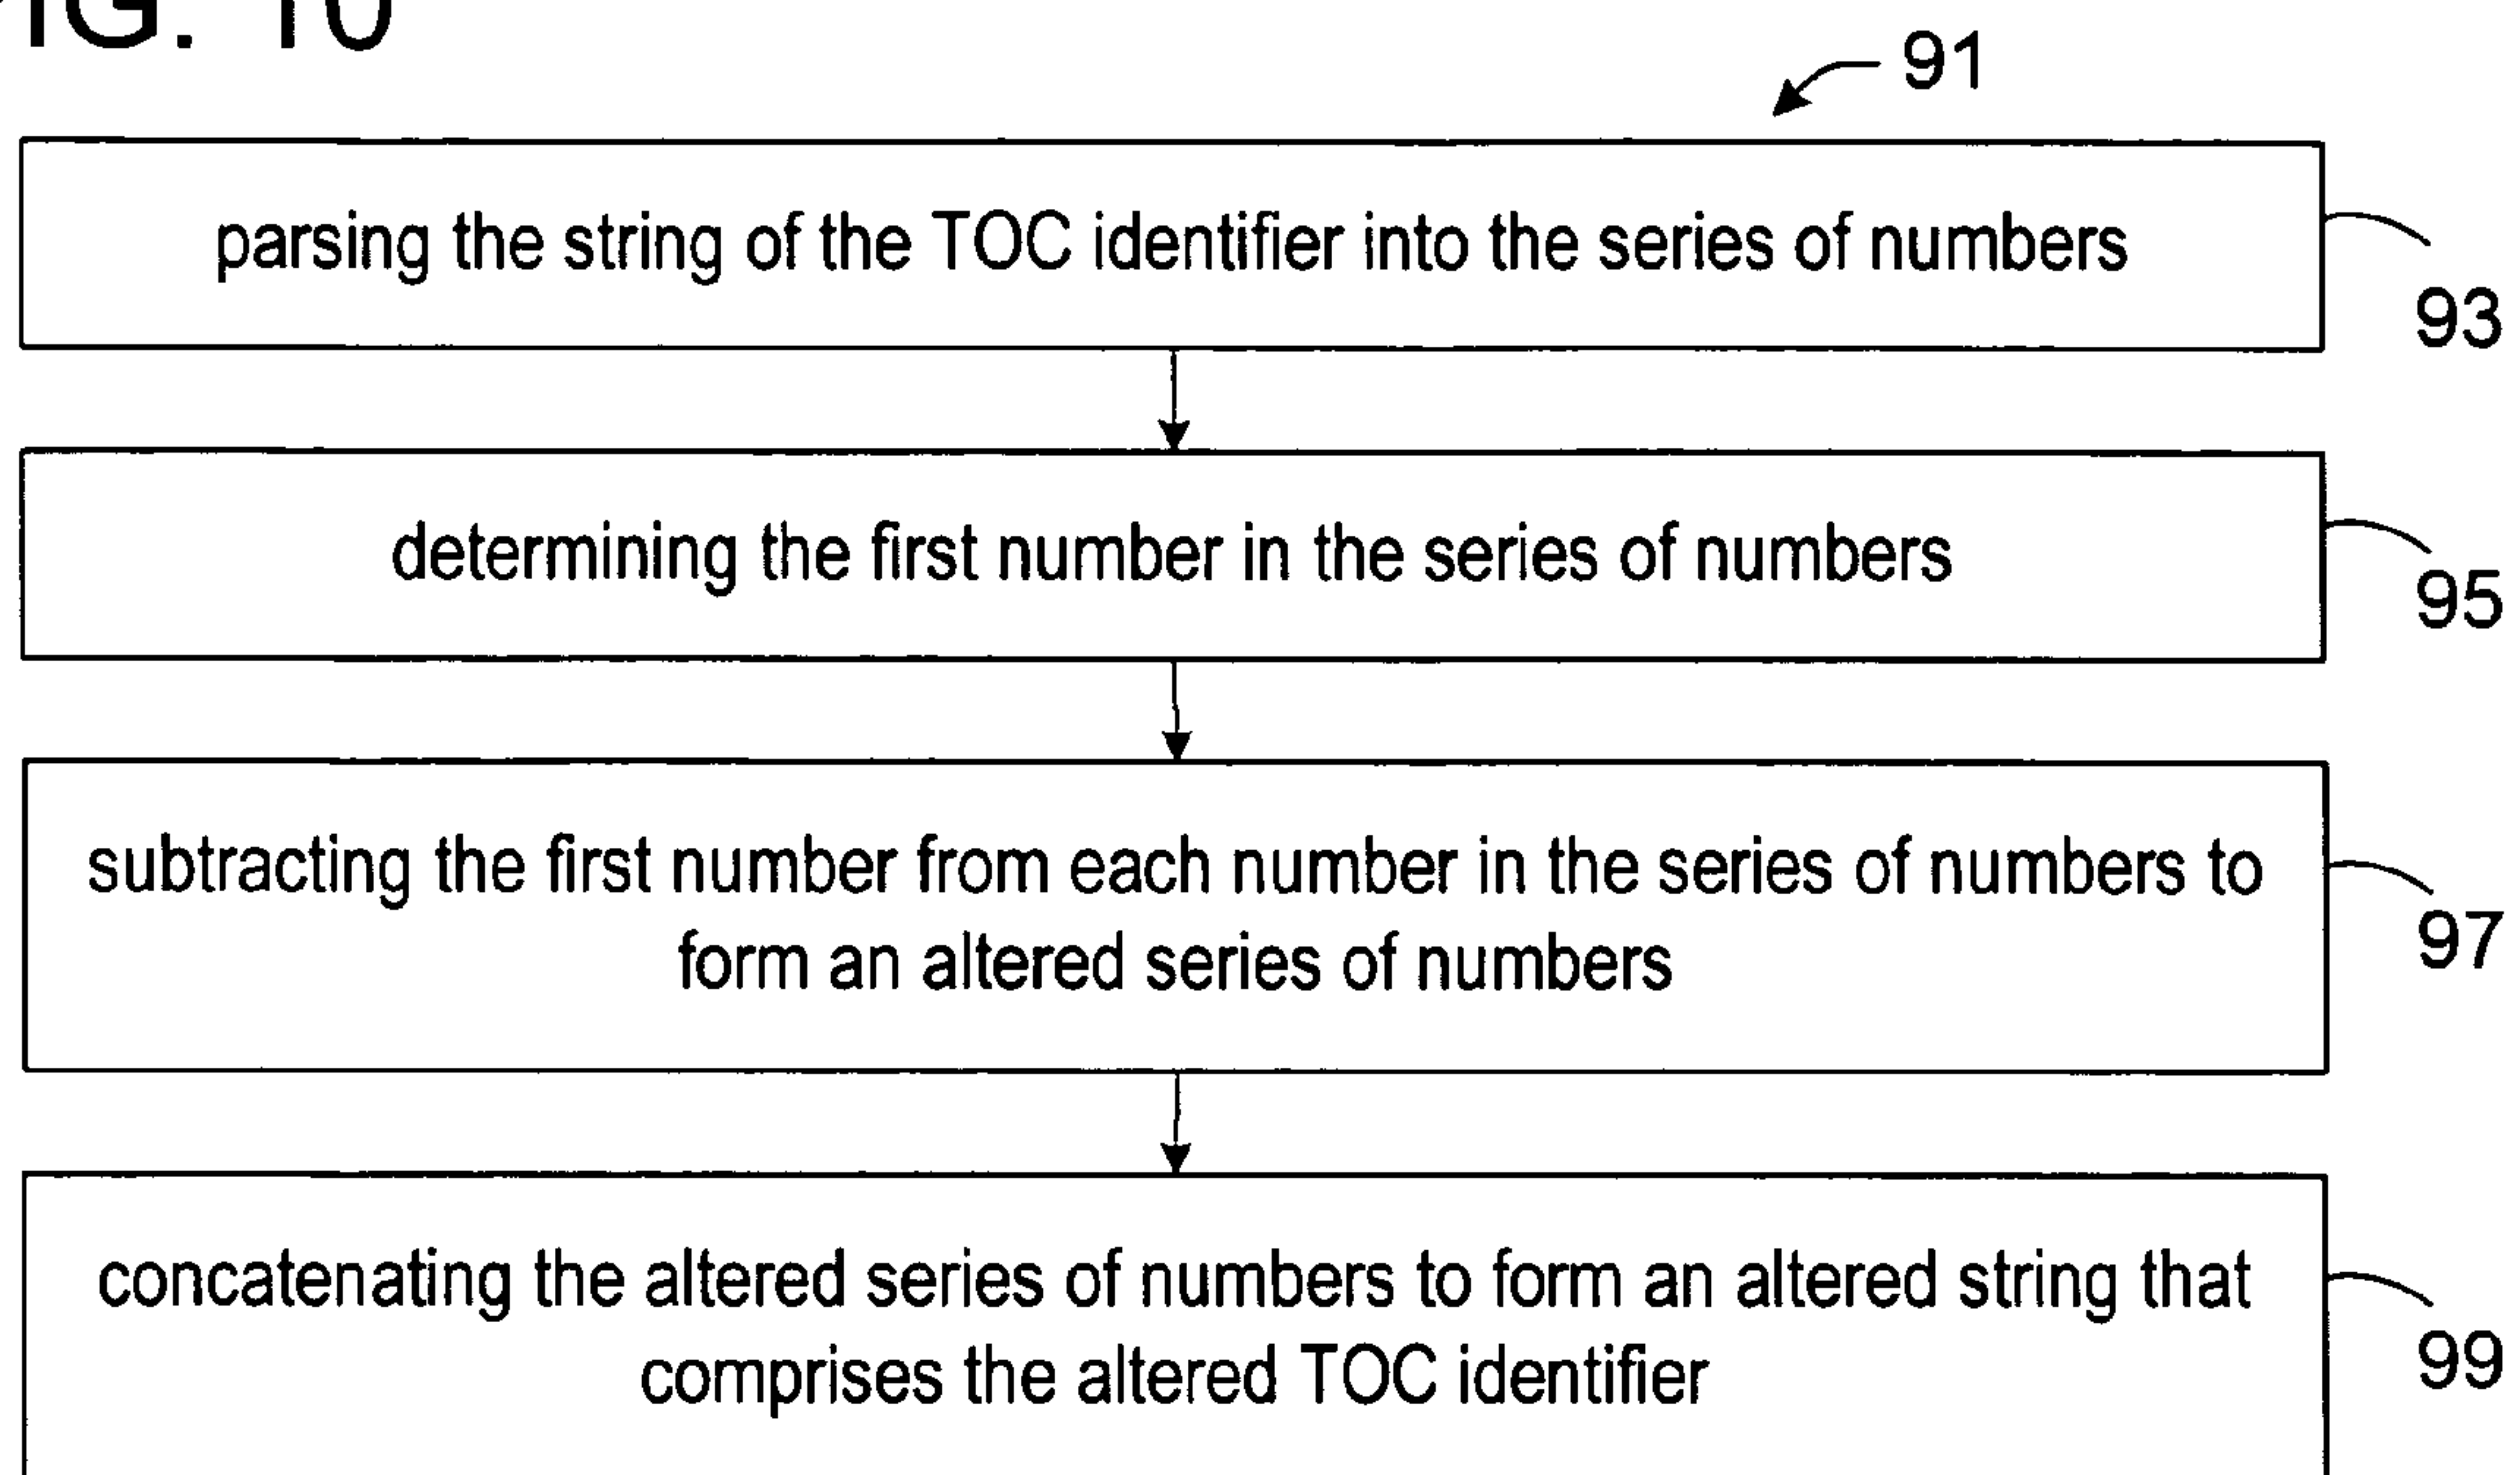 FIG. 10
91
parsing the string of the TOC identifier into the series of numbers
93
determining the first number in the series of numbers
95
subtracting the first number from each number in the series of numbers to
form an altered series of numbers
97
concatenating the altered series of numbers to form an altered string that
comprises the altered TOC identifier
99